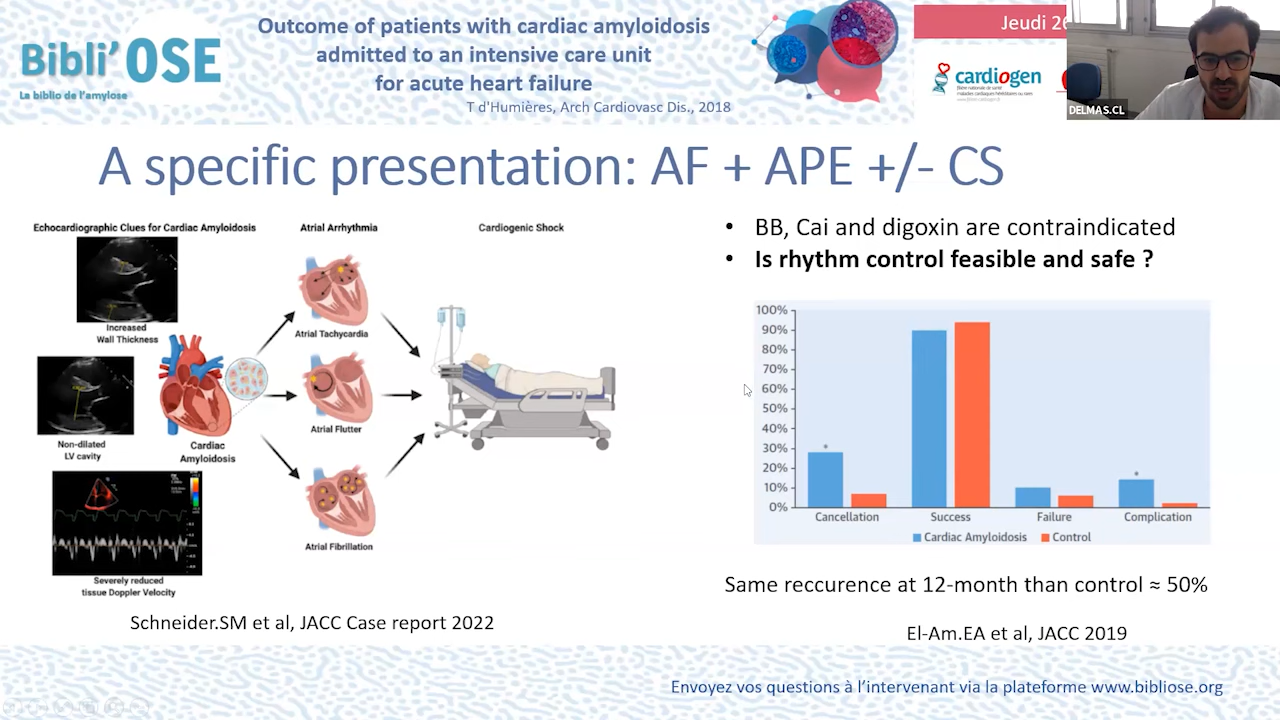 Bibli'OSE
La biblio de l'amylose
Outcome of patients with cardiac amyloidosis
admitted to an intensive care unit
for acute heart failure
T d'Humières, Arch Cardiovasc Dis., 2018
Jeudi 26
cardiogen
filière nationale de santé
maladies cardiaques héréditaires ou rares
DELMAS.CL
A specific presentation: AF + APE +/- CS
Echocardiographic Clues for Cardiac Amyloidosis
Atrial Arrhythmia
Cardiogenic Shock
Increased
Wall Thickness
Non-dilated
LV cavity
Severely reduced
tissue Doppler Velocity
Cardiac
Amyloidosis
Atrial Tachycardia
Atrial Flutter
Atrial Fibrillation
Schneider.SM et al, JACC Case report 2022
• BB, Cai and digoxin are contraindicated
• Is rhythm control feasible and safe ?
100%
90%
80%
70%
60%
50%
40%
30%
20%
10%
0%
*
*
Cancellation
Success
Failure
Complication
Cardiac Amyloidosis
Control
Same reccurence at 12-month than control ≈ 50%
El-Am.EA et al, JACC 2019
Envoyez vos questions à l'intervenant via la plateforme www.bibliose.org